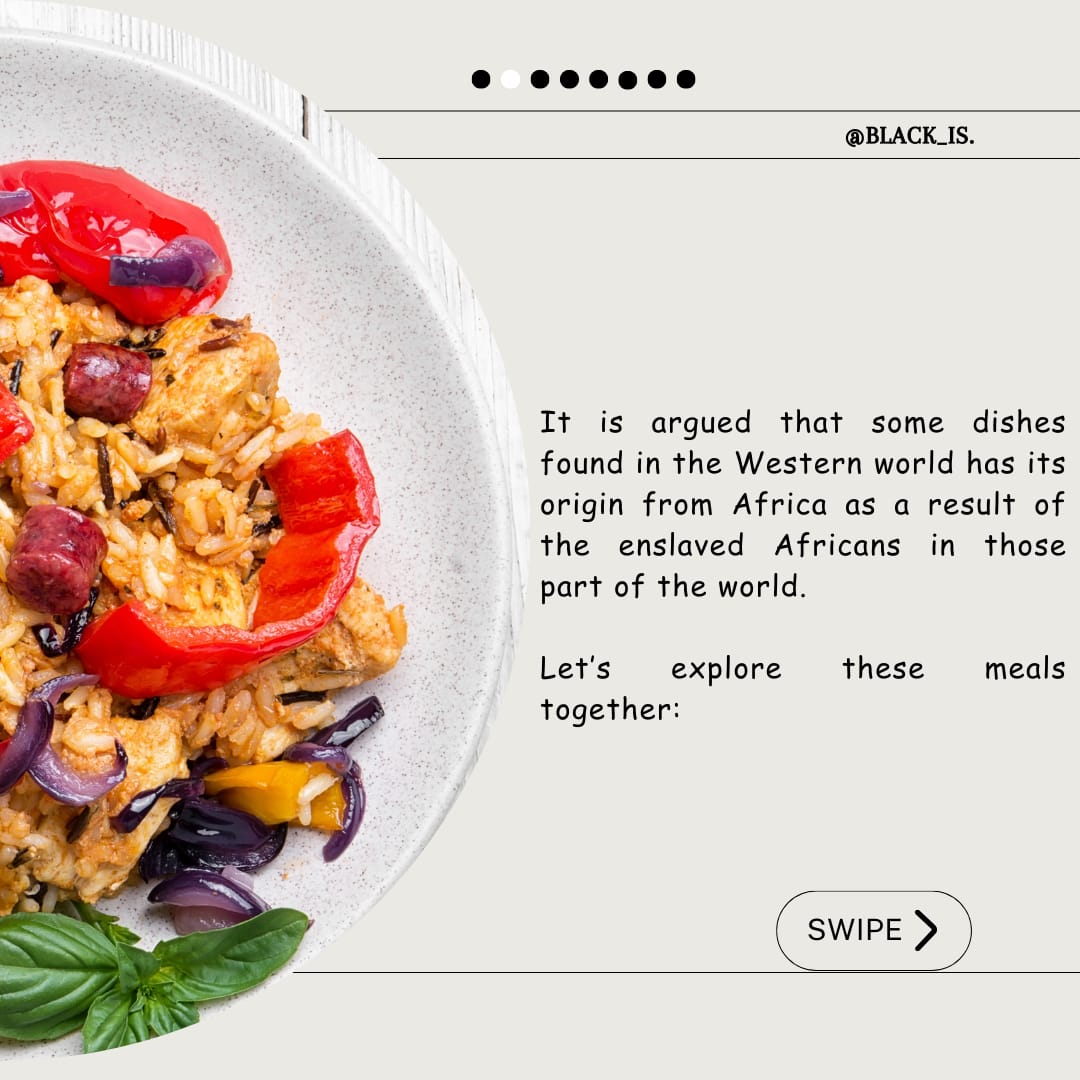 @BLACK_IS.
It is argued that some dishes
found in the Western world has its
origin from Africa as a result of
the enslaved Africans in those
part of the world.
Let’s explore these meals
together:
SWIPE